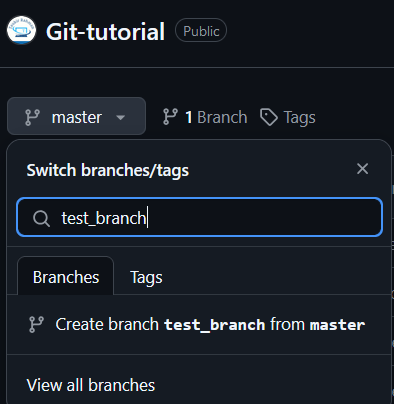 Git-tutorial Public
master 1 Branch Tags
Switch branches/tags
test_branch
Branches Tags
Create branch test_branch from master
View all branches